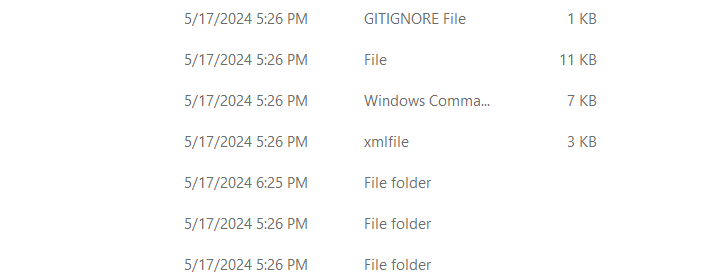 5/17/2024 5:26 PM GITIGNORE File 1 KB
5/17/2024 5:26 PM File 11 KB
5/17/2024 5:26 PM Windows Comma... 7 KB
5/17/2024 5:26 PM xmlfile 3 KB
5/17/2024 6:25 PM File folder
5/17/2024 5:26 PM File folder
5/17/2024 5:26 PM File folder